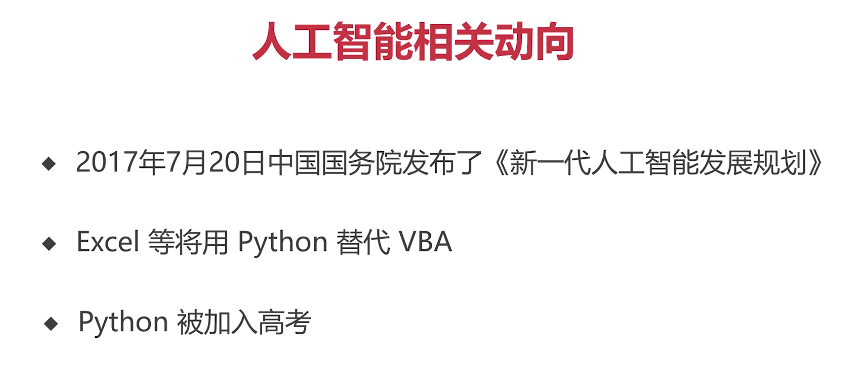 人工智能相关动向
◆ 2017年7月20日中国国务院发布了《新一代人工智能发展规划》
◆ Excel 等将用 Python 替代 VBA
◆ Python 被加入高考